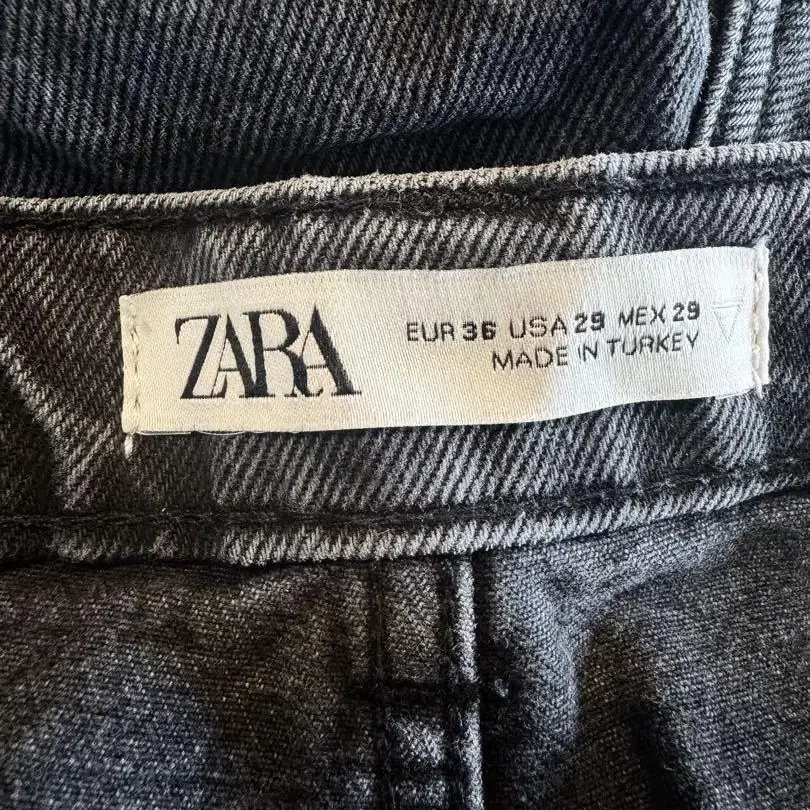 ZARA
EUR 36 USA 29 MEX 29
MADE IN TURKEY